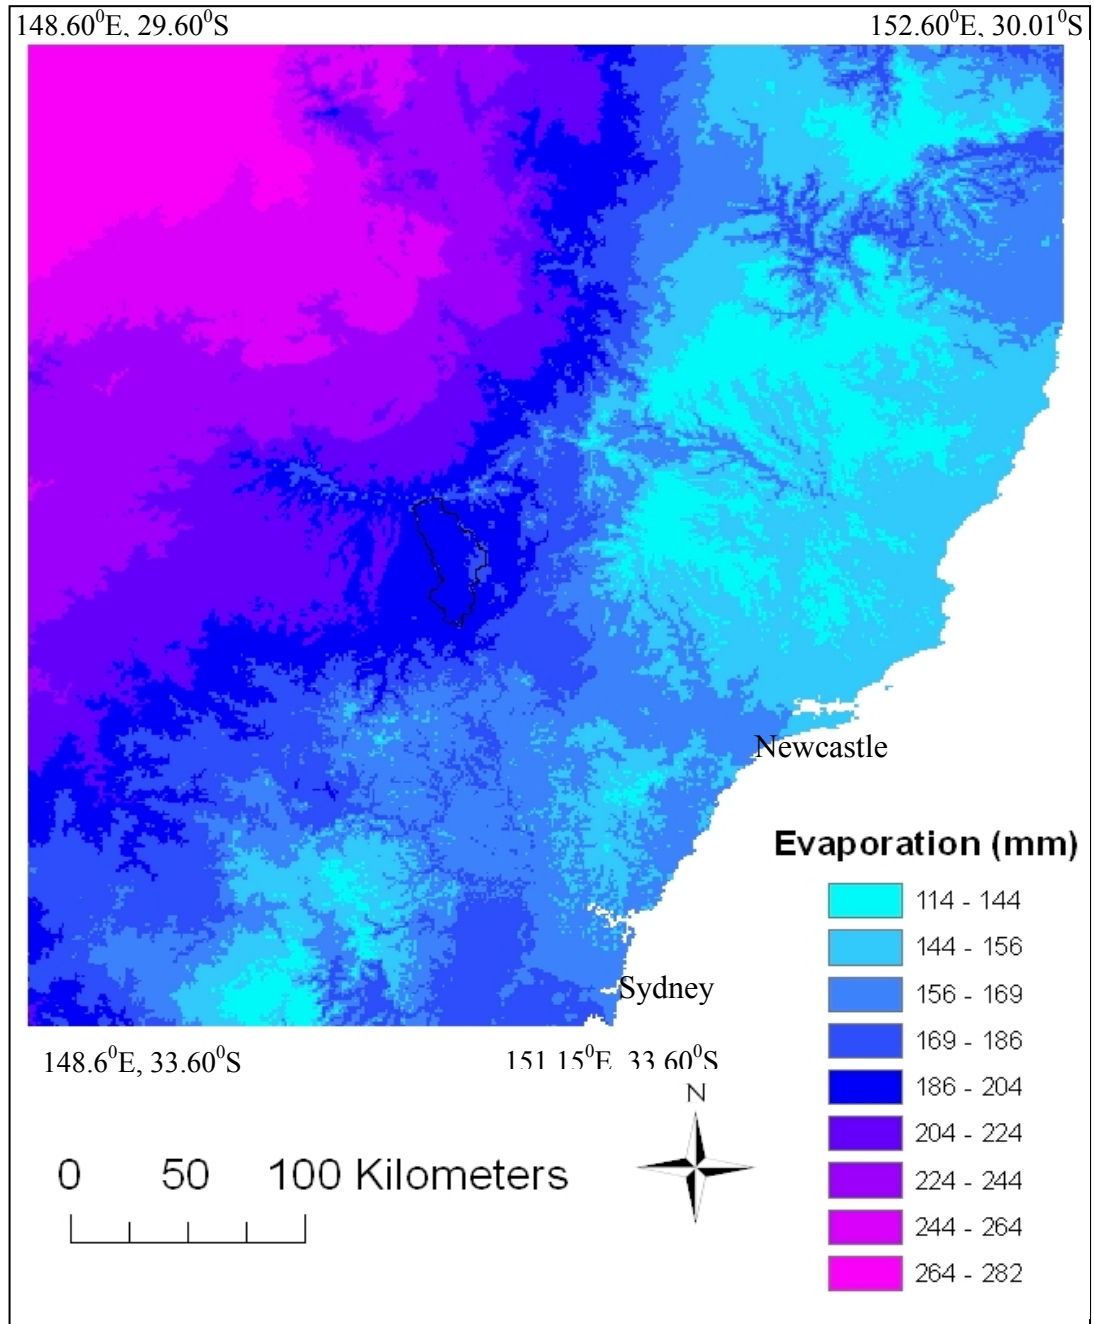 148.60⁰E, 29.60⁰S
152.60⁰E, 30.01⁰S
Newcastle
Evaporation (mm)
114 - 144
144 - 156
Sydney
156 - 169
169 - 186
148.6⁰E, 33.60⁰S
151.15⁰E, 33.60⁰S
186 - 204
N
204 - 224
0 50 100 Kilometers
224 - 244
244 - 264
264 - 282